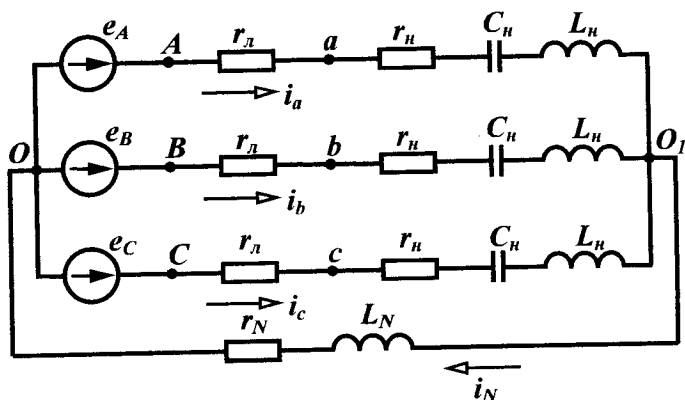 e_A A r_л a r_н C_н L_н
i_a
O e_B B r_л b r_н C_н L_н O_1
i_b
e_C C r_л c r_н C_н L_н
i_c
r_N L_N
i_N